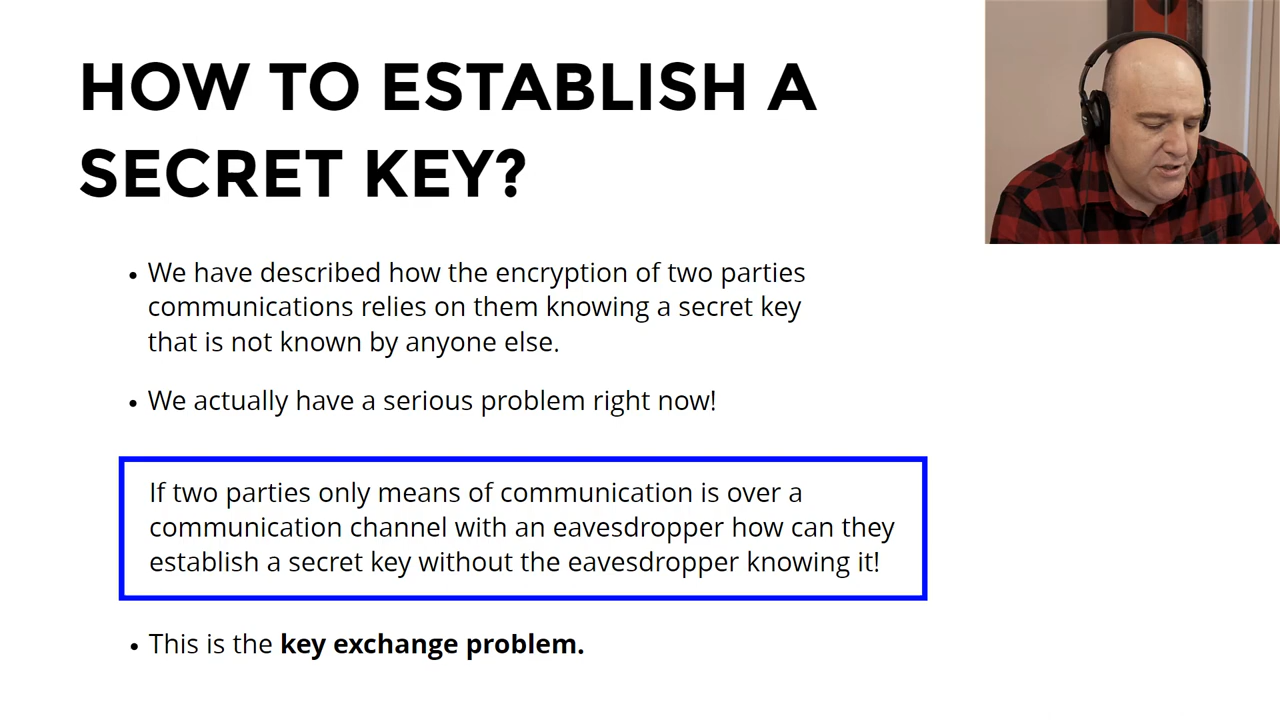 HOW TO ESTABLISH A
SECRET KEY?
• We have described how the encryption of two parties
communications relies on them knowing a secret key
that is not known by anyone else.
• We actually have a serious problem right now!
If two parties only means of communication is over a
communication channel with an eavesdropper how can they
establish a secret key without the eavesdropper knowing it!
• This is the key exchange problem.